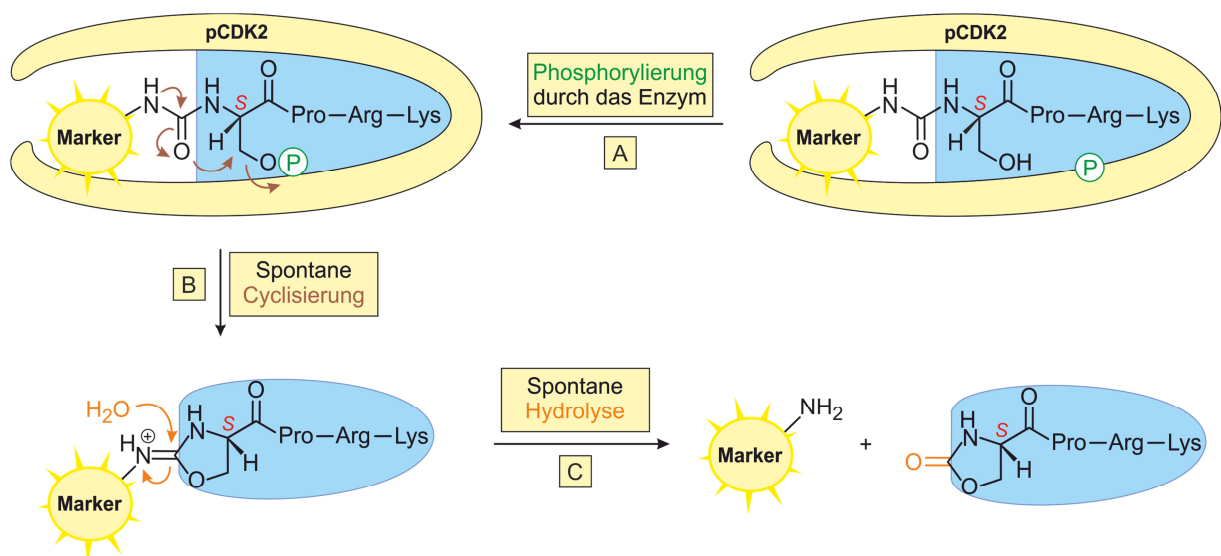 pCDK2
H
N
H
N
S
O
Pro–Arg–Lys
Marker
O
H
O
P
Phosphorylierung
durch das Enzym
A
pCDK2
H
N
H
N
S
O
Pro–Arg–Lys
Marker
O
H
OH
P
B
Spontane
Cyclisierung
H₂O
H
N
⊕
H
N
S
O
Pro–Arg–Lys
H
O
Marker
Spontane
Hydrolyse
C
NH₂
Marker
+
H
N
S
O
Pro–Arg–Lys
O
H
O